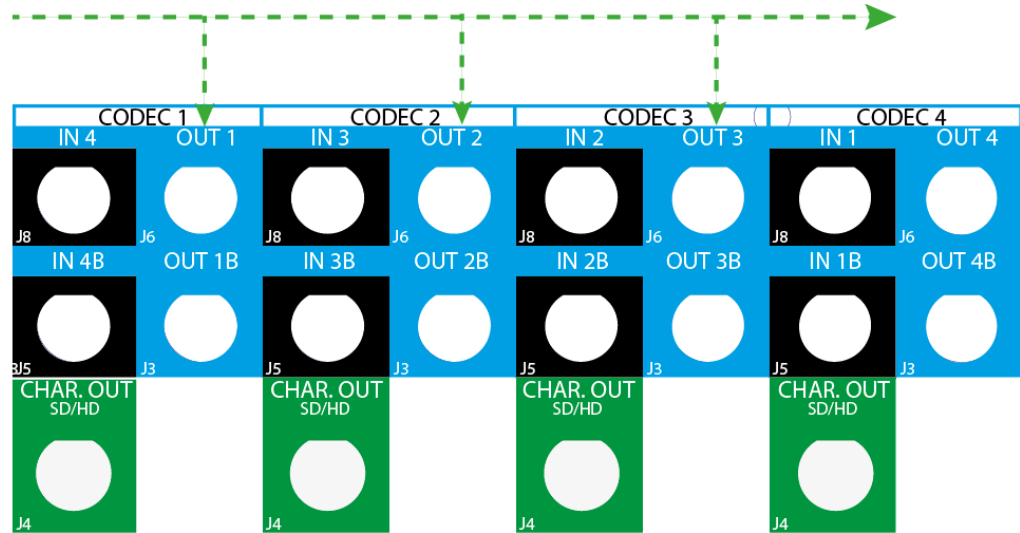 CODEC 1 CODEC 2 CODEC 3 CODEC 4
IN 4 OUT 1 IN 3 OUT 2 IN 2 OUT 3 IN 1 OUT 4
J8 J6 J8 J6 J8 J6 J8 J6
IN 4B OUT 1B IN 3B OUT 2B IN 2B OUT 3B IN 1B OUT 4B
J5 J3 J5 J3 J5 J3 J5 J3
CHAR. OUT CHAR. OUT CHAR. OUT CHAR. OUT
SD/HD SD/HD SD/HD SD/HD
J4 J4 J4 J4